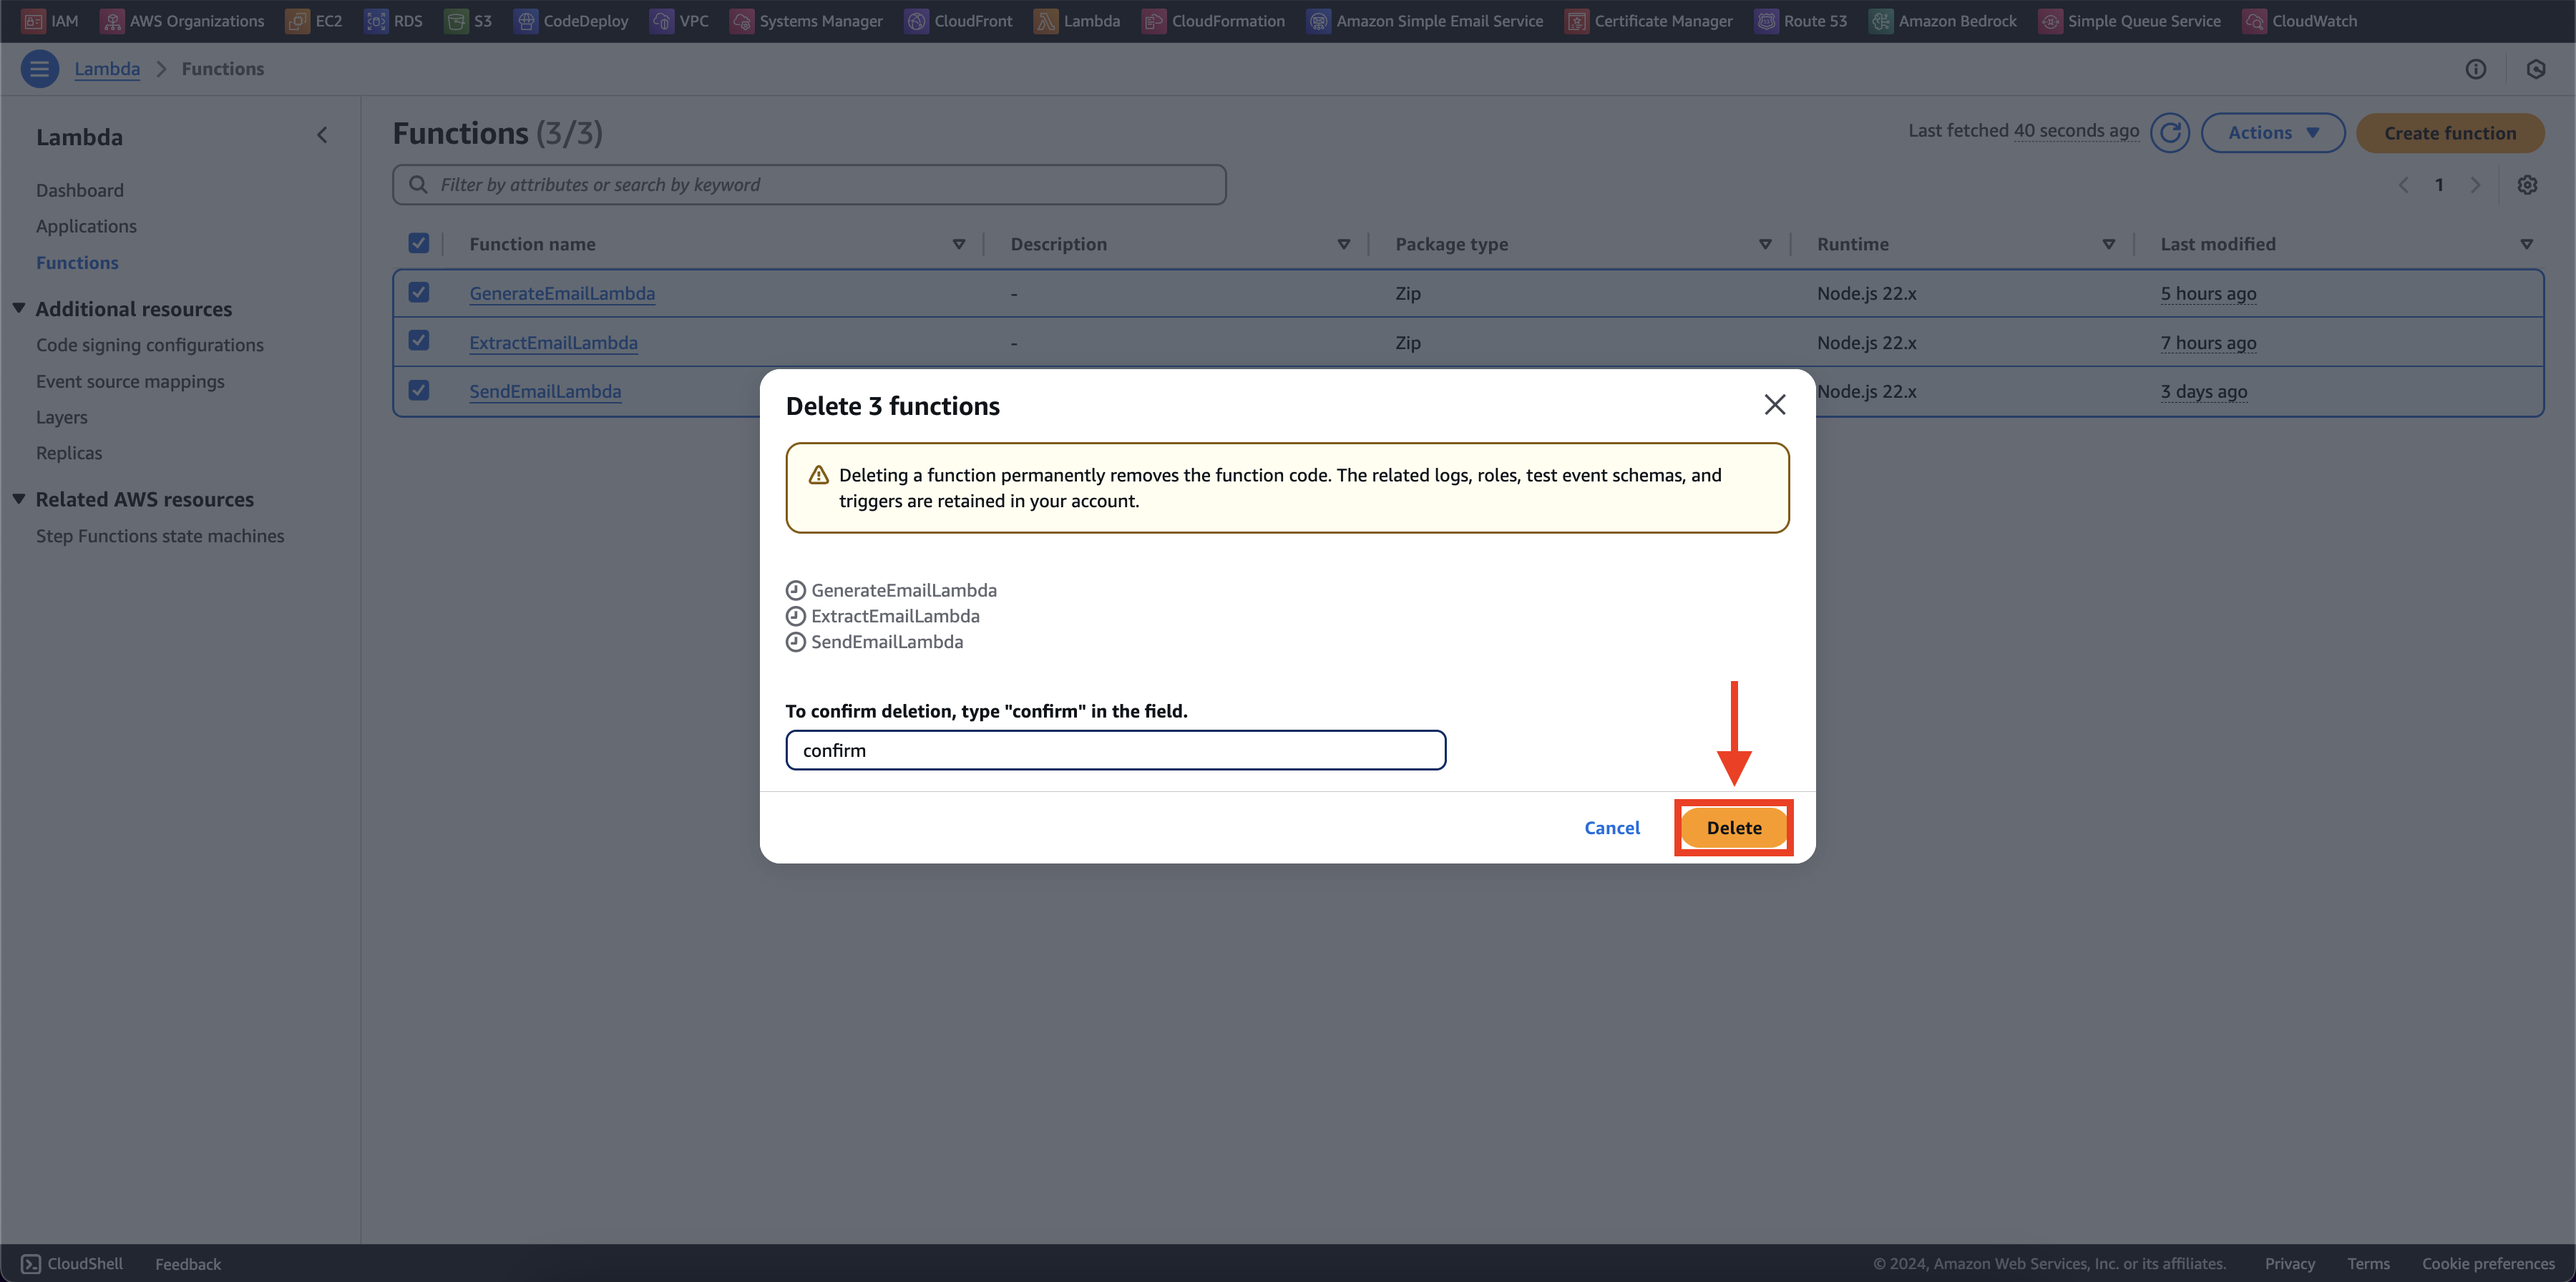 IAM AWS Organizations EC2 RDS S3 CodeDeploy VPC Systems Manager CloudFront Lambda CloudFormation Amazon Simple Email Service Certificate Manager Route 53 Amazon Bedrock Simple Queue Service CloudWatch
Lambda Functions
Lambda
Dashboard
Applications
Functions
Additional resources
Code signing configurations
Event source mappings
Layers
Replicas
Related AWS resources
Step Functions state machines
Functions (3/3)
Last fetched 40 seconds ago Actions Create function
Filter by attributes or search by keyword
1
Function name Description Package type Runtime Last modified
GenerateEmailLambda - Zip Node.js 22.x 5 hours ago
ExtractEmailLambda - Zip Node.js 22.x 7 hours ago
SendEmailLambda Node.js 22.x 3 days ago
Delete 3 functions
Deleting a function permanently removes the function code. The related logs, roles, test event schemas, and
triggers are retained in your account.
GenerateEmailLambda
ExtractEmailLambda
SendEmailLambda
To confirm deletion, type "confirm" in the field.
confirm
Cancel Delete
CloudShell Feedback © 2024, Amazon Web Services, Inc. or its affiliates. Privacy Terms Cookie preferences